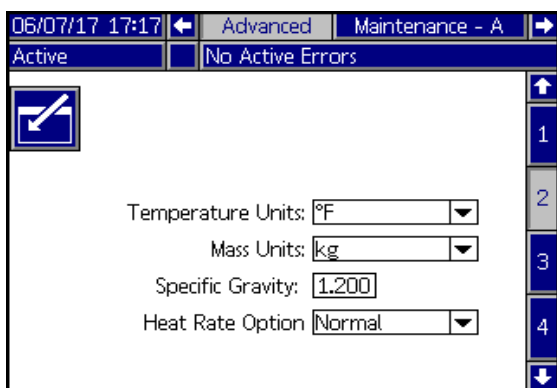 06/07/17 17:17 Advanced Maintenance - A
Active No Active Errors
1
2
Temperature Units: °F
Mass Units: kg
3
Specific Gravity: 1.200
Heat Rate Option Normal
4